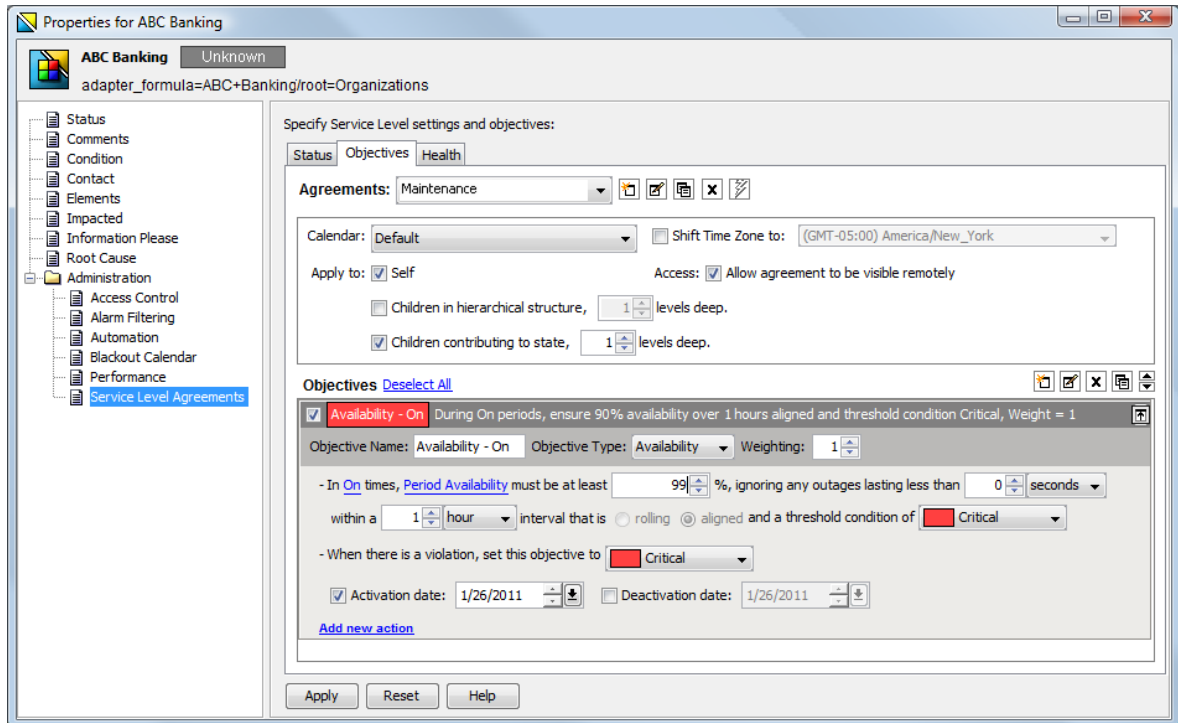 Properties for ABC Banking
ABC Banking Unknown
adapter_formula=ABC+Banking/root=Organizations
Status
Comments
Condition
Contact
Elements
Impacted
Information Please
Root Cause
Administration
Access Control
Alarm Filtering
Automation
Blackout Calendar
Performance
Service Level Agreements
Specify Service Level settings and objectives:
Status Objectives Health
Agreements: Maintenance
Calendar: Default Shift Time Zone to: (GMT-05:00) America/New_York
Apply to: Self Access: Allow agreement to be visible remotely
Children in hierarchical structure, 1 levels deep.
Children contributing to state, 1 levels deep.
Objectives Deselect All
Availability - On During On periods, ensure 90% availability over 1 hours aligned and threshold condition Critical, Weight = 1
Objective Name: Availability - On Objective Type: Availability Weighting: 1
- In On times, Period Availability must be at least 99 %, ignoring any outages lasting less than 0 seconds
within a 1 hour interval that is rolling aligned and a threshold condition of Critical
- When there is a violation, set this objective to Critical
Activation date: 1/26/2011 Deactivation date: 1/26/2011
Add new action
Apply Reset Help